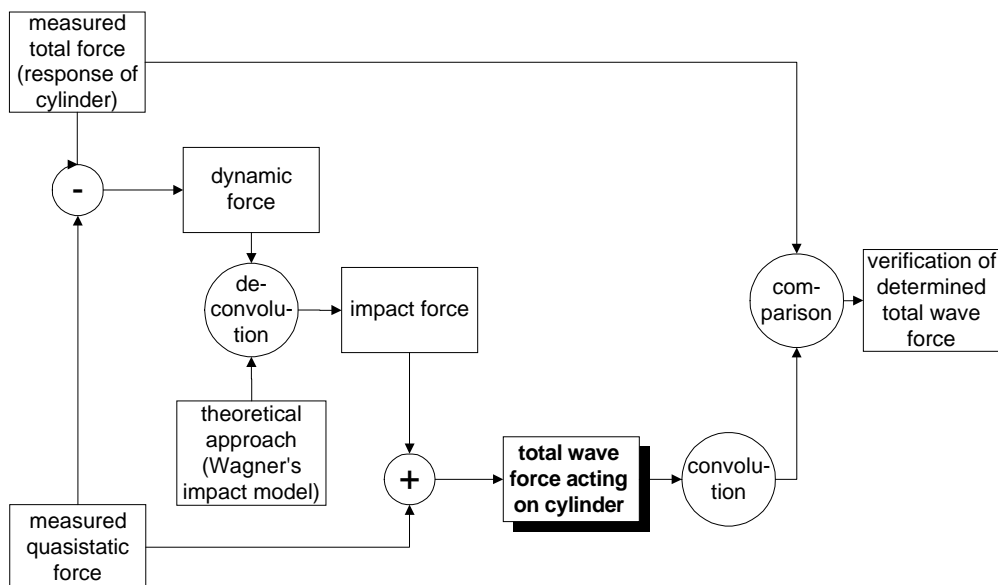 measured
total force
(response of
cylinder)
-
dynamic
force
de-
convolu-
tion
impact force
theoretical
approach
(Wagner's
impact model)
measured
quasistatic
force
+
total wave
force acting
on cylinder
convolu-
tion
com-
parison
verification of
determined
total wave
force